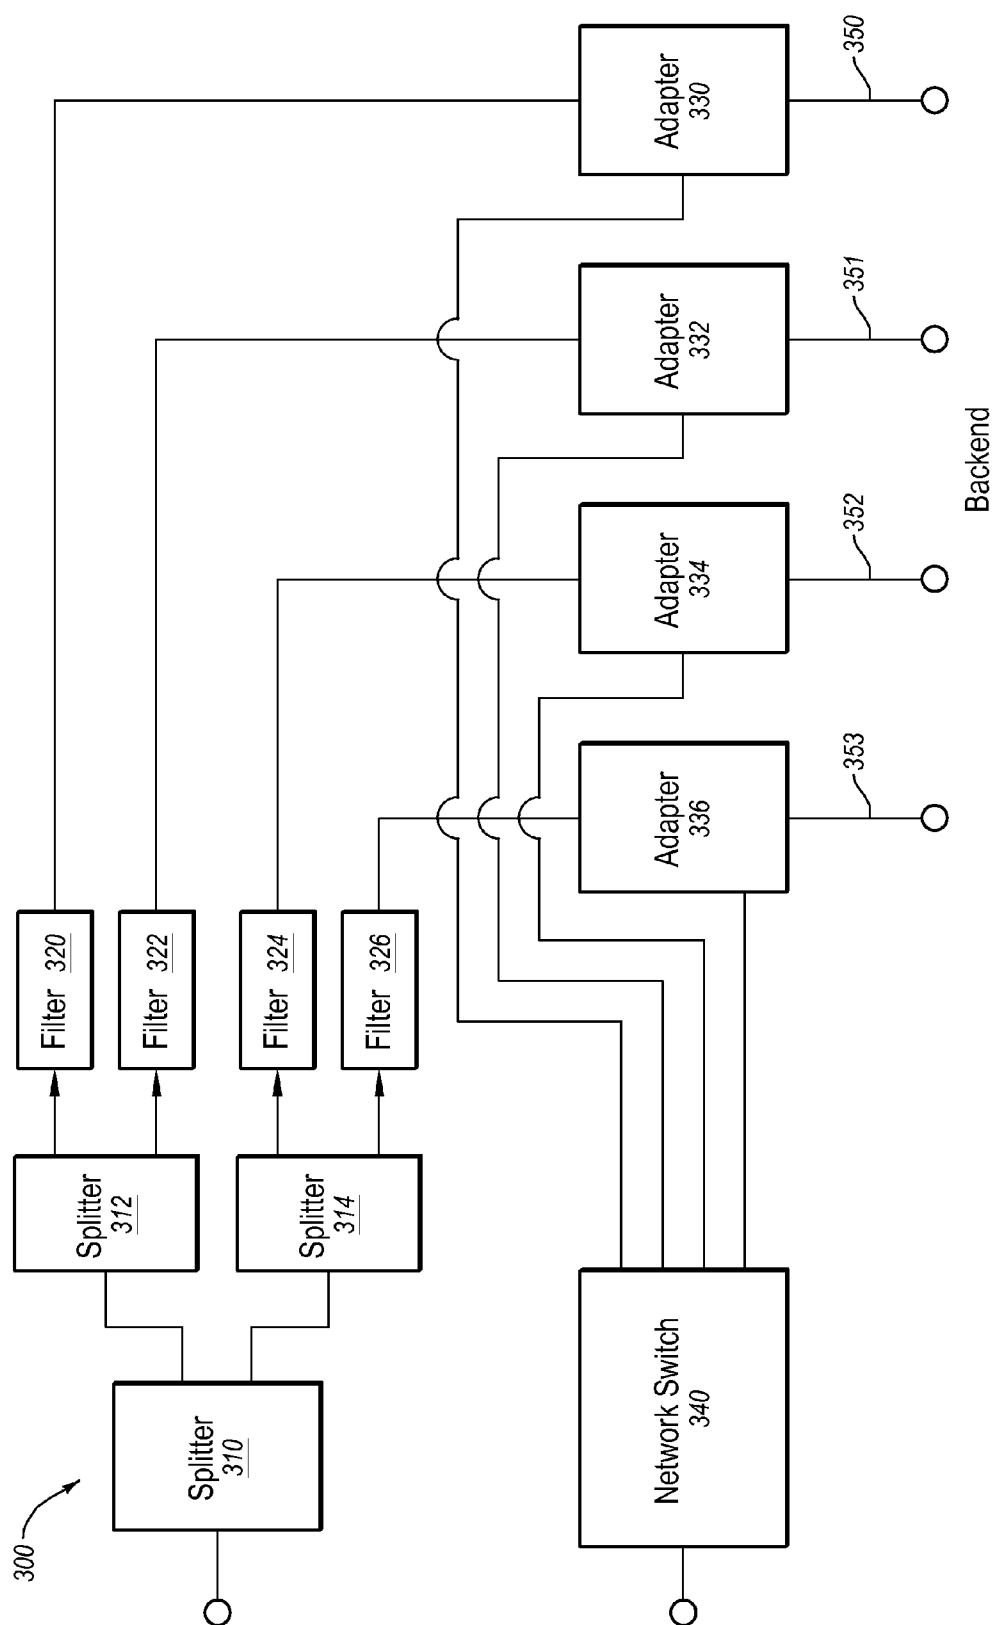 300
Splitter
310
Splitter
312
Splitter
314
Filter 320
Filter 322
Filter 324
Filter 326
Network Switch
340
Adapter
336
Adapter
334
Adapter
332
Adapter
330
353
352
351
350
Backend